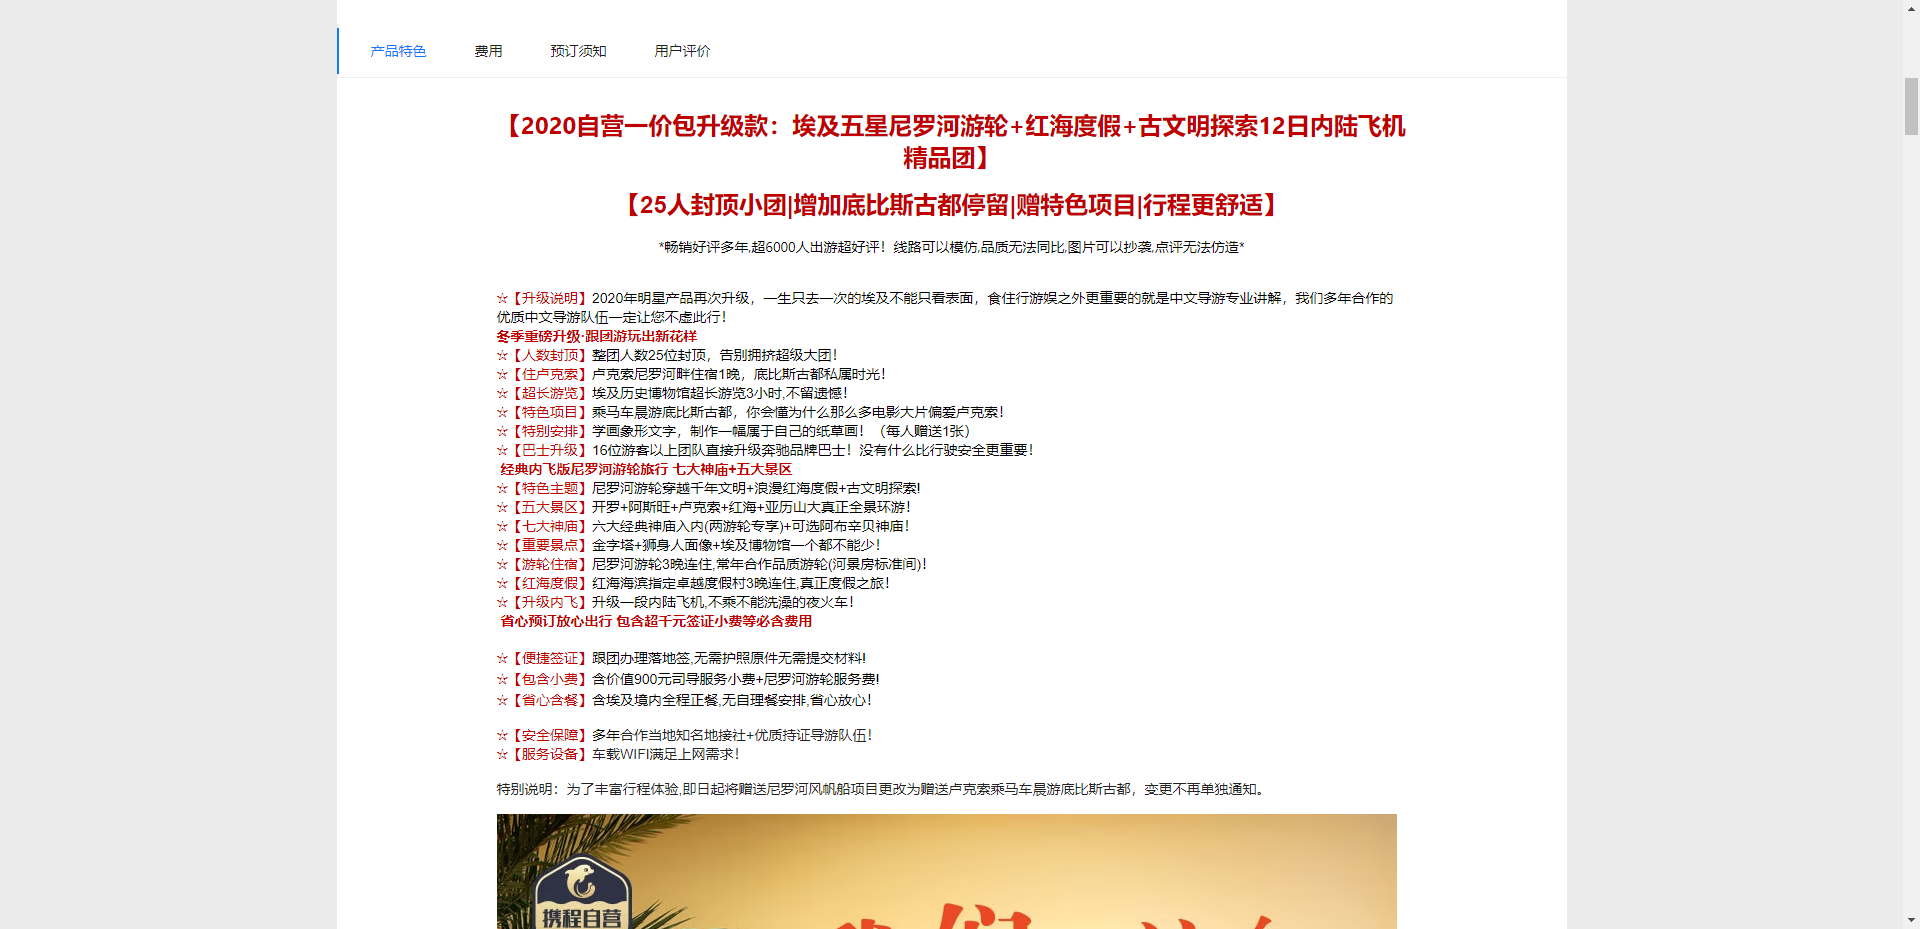 产品特色
费用
预订须知
用户评价
【2020自营一价包升级款：埃及五星尼罗河游轮+红海度假+古文明探索12日内陆飞机
精品团】
【25人封顶小团|增加底比斯古都停留|赠特色项目|行程更舒适】
*畅销好评多年,超6000人出游超好评！线路可以模仿,品质无法同比,图片可以抄袭,点评无法仿造*
☆【升级说明】2020年明星产品再次升级，一生只去一次的埃及不能只看表面，食住行游娱之外更重要的就是中文导游专业讲解，我们多年合作的
优质中文导游队伍一定让您不虚此行！
冬季重磅升级·跟团游玩出新花样
☆【人数封顶】整团人数25位封顶，告别拥挤超级大团！
☆【住卢克索】卢克索尼罗河畔住宿1晚，底比斯古都私属时光！
☆【超长游览】埃及历史博物馆超长游览3小时,不留遗憾！
☆【特色项目】乘马车晨游底比斯古都，你会懂为什么那么多电影大片偏爱卢克索！
☆【特别安排】学画象形文字，制作一幅属于自己的纸草画！（每人赠送1张）
☆【巴士升级】16位游客以上团队直接升级奔驰品牌巴士！没有什么比行驶安全更重要！
经典内飞版尼罗河游轮旅行 七大神庙+五大景区
☆【特色主题】尼罗河游轮穿越千年文明+浪漫红海度假+古文明探索!
☆【五大景区】开罗+阿斯旺+卢克索+红海+亚历山大真正全景环游！
☆【七大神庙】六大经典神庙入内(两游轮专享)+可选阿布辛贝神庙！
☆【重要景点】金字塔+狮身人面像+埃及博物馆一个都不能少！
☆【游轮住宿】尼罗河游轮3晚连住,常年合作品质游轮(河景房标准间)！
☆【红海度假】红海海滨指定卓越度假村3晚连住,真正度假之旅！
☆【升级内飞】升级一段内陆飞机,不乘不能洗澡的夜火车！
省心预订放心出行 包含超千元签证小费等必含费用
☆【便捷签证】跟团办理落地签,无需护照原件无需提交材料!
☆【包含小费】含价值900元司导服务小费+尼罗河游轮服务费!
☆【省心含餐】含埃及境内全程正餐,无自理餐安排,省心放心！
☆【安全保障】多年合作当地知名地接社+优质持证导游队伍！
☆【服务设备】车载WIFI满足上网需求！
特别说明：为了丰富行程体验,即日起将赠送尼罗河风帆船项目更改为赠送卢克索乘马车晨游底比斯古都，变更不再单独通知。
携程自营